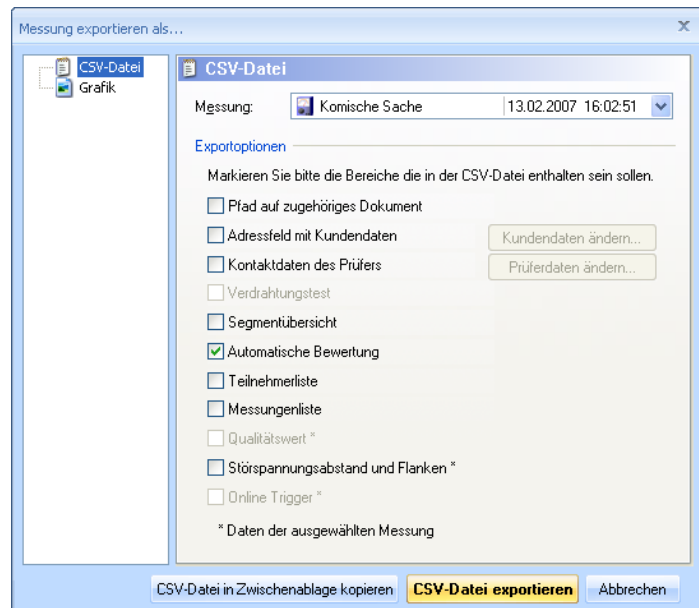 Messung exportieren als...
CSV-Datei
Grafik
CSV-Datei
Messung: Komische Sache 13.02.2007 16:02:51
Exportoptionen
Markieren Sie bitte die Bereiche die in der CSV-Datei enthalten sein sollen.
Pfad auf zugehöriges Dokument
Adressfeld mit Kundendaten Kundendaten ändern...
Kontaktdaten des Prüfers Prüferdaten ändern...
Verdrahtungstest
Segmentübersicht
Automatische Bewertung
Teilnehmerliste
Messungenliste
Qualitätswert *
Störspannungsabstand und Flanken *
Online Trigger *
* Daten der ausgewählten Messung
CSV-Datei in Zwischenablage kopieren CSV-Datei exportieren Abbrechen